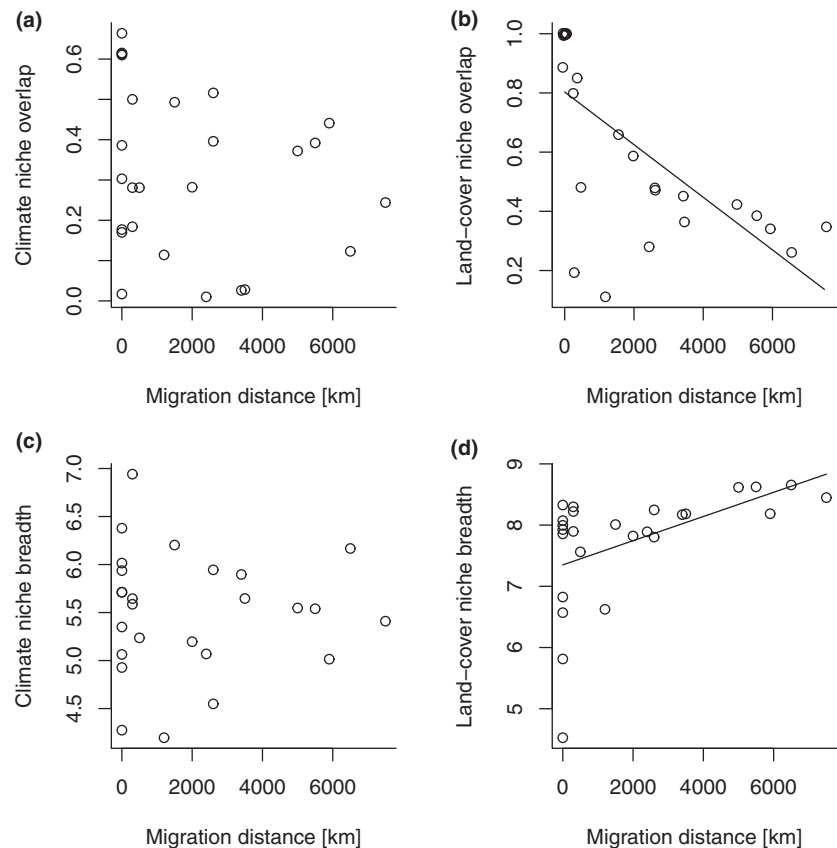 (a)
Climate niche overlap
0.6
0.4
0.2
0.0
0 2000 4000 6000
Migration distance [km]
(b)
Land−cover niche overlap
1.0
0.8
0.6
0.4
0.2
0 2000 4000 6000
Migration distance [km]
(c)
Climate niche breadth
7.0
6.5
6.0
5.5
5.0
4.5
0 2000 4000 6000
Migration distance [km]
(d)
Land−cover niche breadth
9
8
7
6
5
0 2000 4000 6000
Migration distance [km]